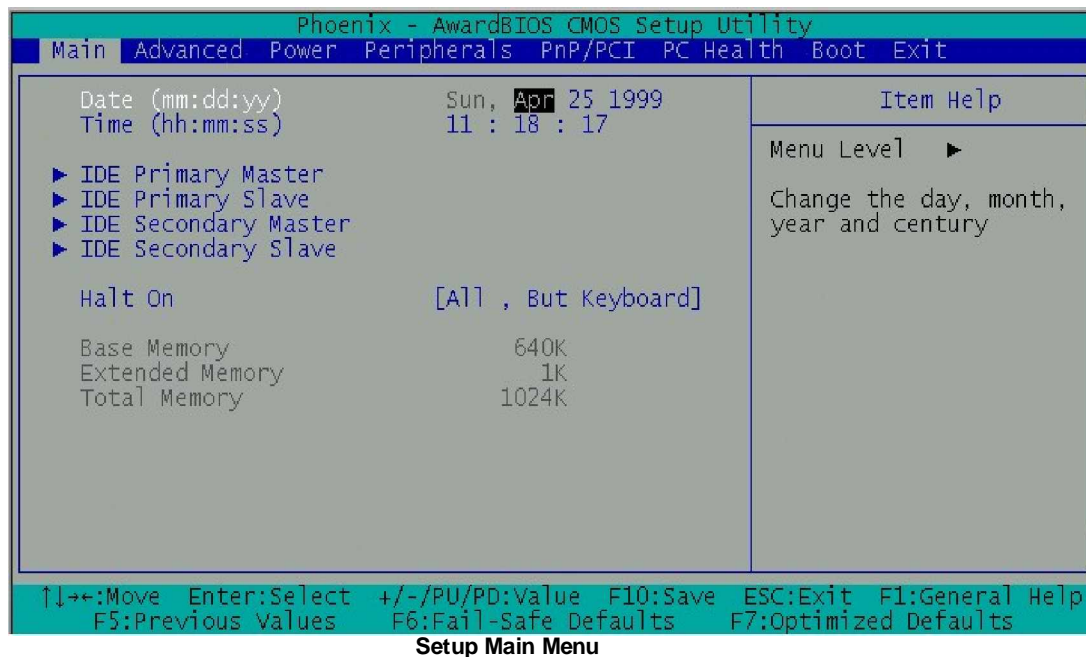 Phoenix - AwardBIOS CMOS Setup Utility
Main Advanced Power Peripherals PnP/PCI PC Health Boot Exit
Date (mm:dd:yy) Sun, Apr 25 1999
Time (hh:mm:ss) 11 : 18 : 17
▶ IDE Primary Master
▶ IDE Primary Slave
▶ IDE Secondary Master
▶ IDE Secondary Slave
Halt On [All , But Keyboard]
Base Memory 640K
Extended Memory 1K
Total Memory 1024K
Item Help
Menu Level ▶
Change the day, month,
year and century
↑↓→←:Move Enter:Select +/-/PU/PD:Value F10:Save ESC:Exit F1:General Help
F5:Previous Values F6:Fail-Safe Defaults F7:Optimized Defaults
Setup Main Menu